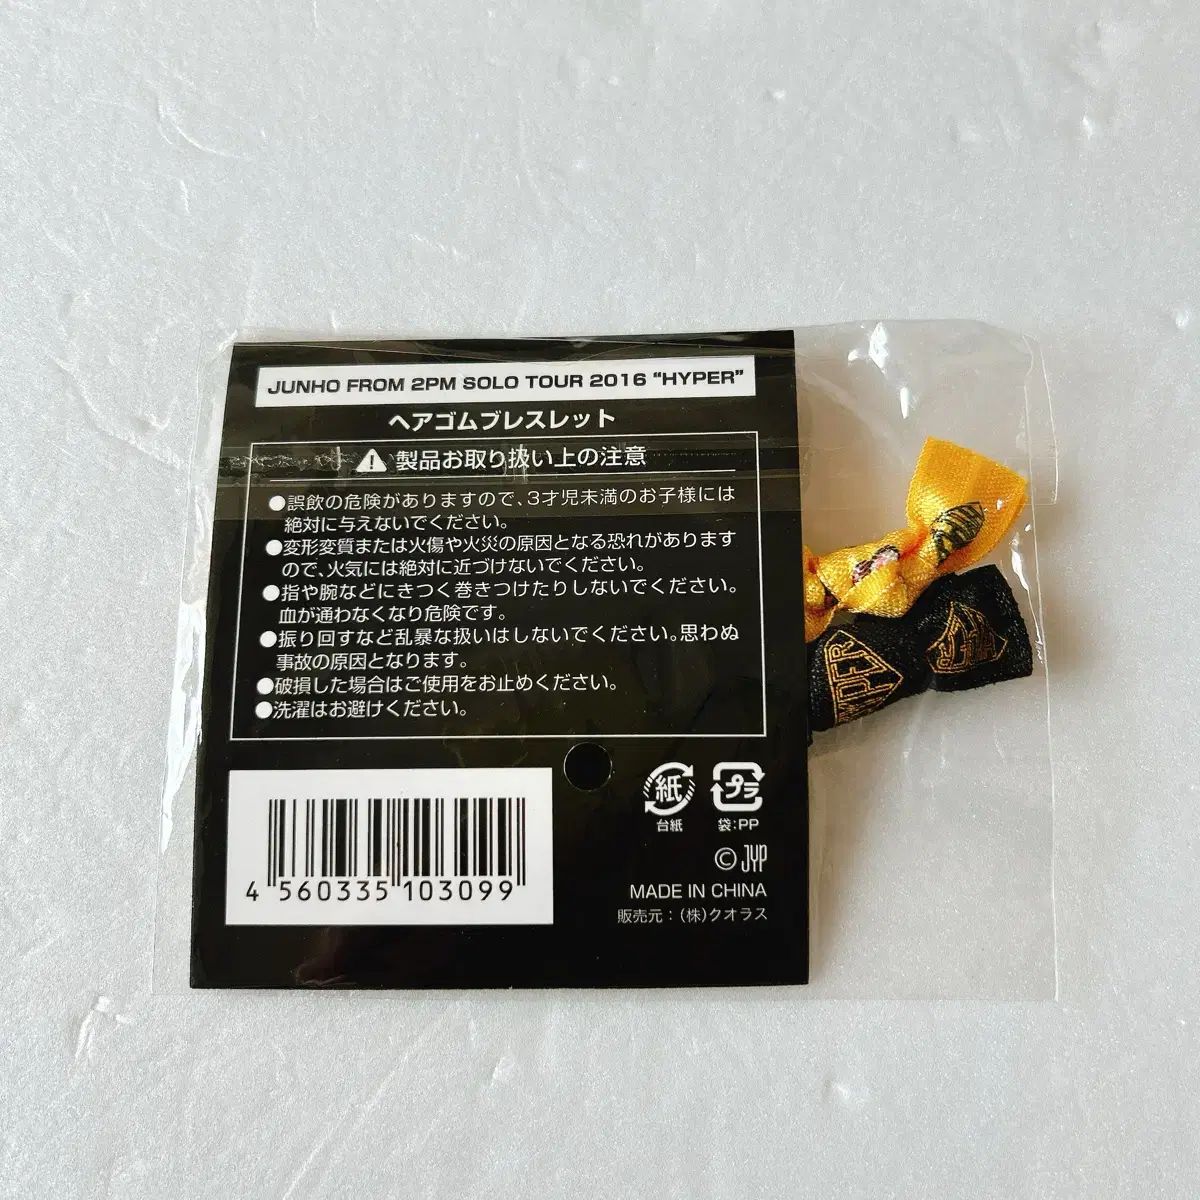 JUNHO FROM 2PM SOLO TOUR 2016 “HYPER”
ヘアゴムブレスレット
製品お取り扱い上の注意
●誤飲の危険がありますので、3才児未満のお子様には
絶対に与えないでください。
●変形変質または火傷や火災の原因となる恐れがあります
ので、火気には絶対に近づけないでください。
●指や腕などにきつく巻きつけたりしないでください。
血が通わなくなり危険です。
●振り回すなど乱暴な扱いはしないでください。思わぬ
事故の原因となります。
●破損した場合はご使用をお止めください。
●洗濯はお避けください。
HYPER
紙 プラ
台紙 袋:PP
© JYP
MADE IN CHINA
販売元:(株)クオラス
4 560335 103099